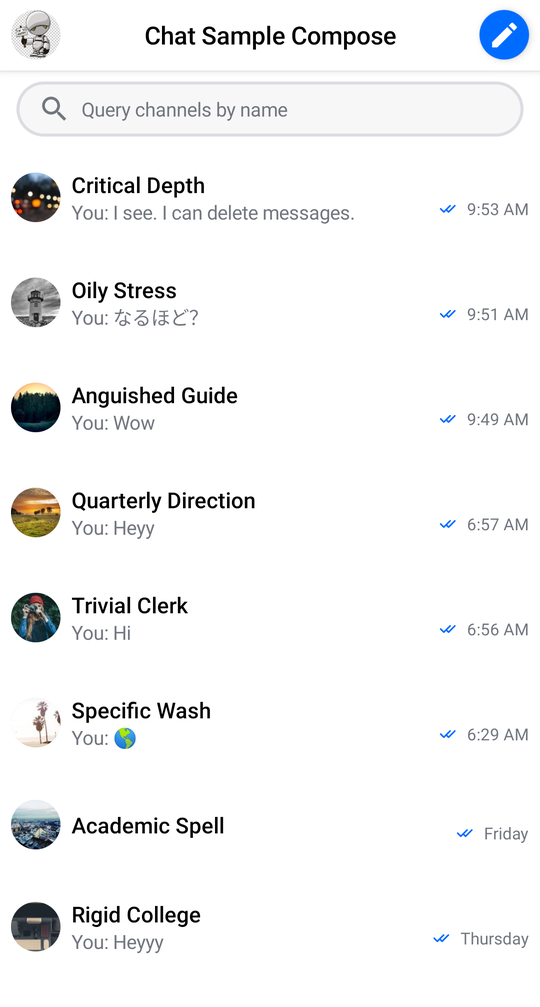 Chat Sample Compose
Query channels by name
Critical Depth
You: I see. I can delete messages.
9:53 AM
Oily Stress
You: なるほど?
9:51 AM
Anguished Guide
You: Wow
9:49 AM
Quarterly Direction
You: Heyy
6:57 AM
Trivial Clerk
You: Hi
6:56 AM
Specific Wash
You: 🌎
6:29 AM
Academic Spell
Friday
Rigid College
You: Heyyy
Thursday